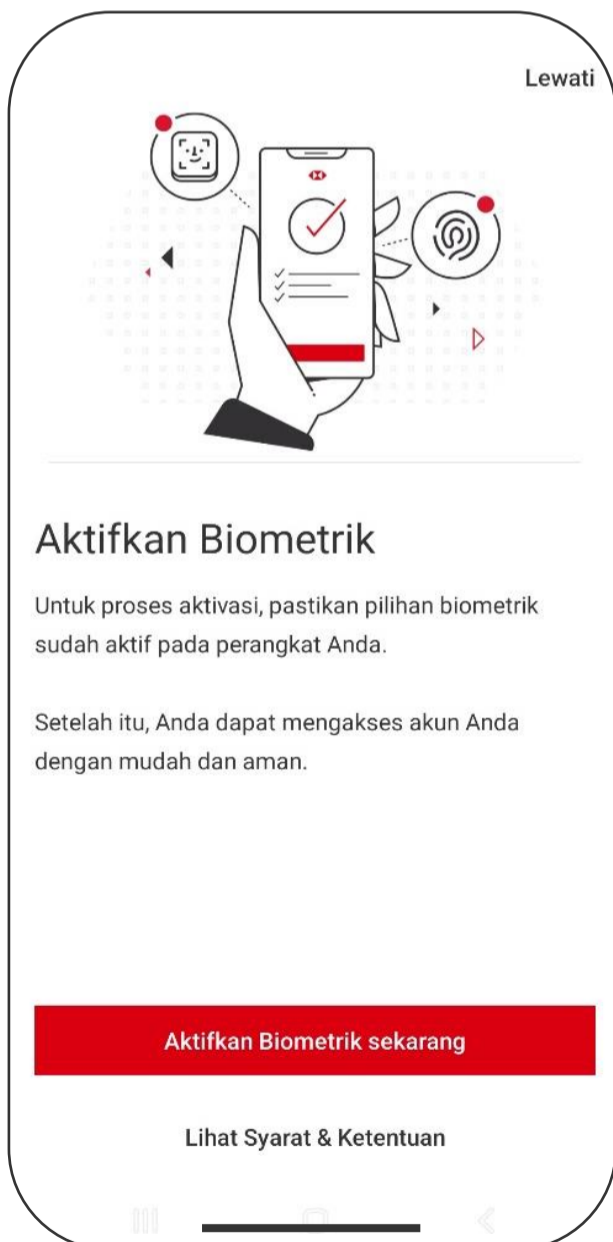 Lewati
Aktifkan Biometrik
Untuk proses aktivasi, pastikan pilihan biometrik
sudah aktif pada perangkat Anda.
Setelah itu, Anda dapat mengakses akun Anda
dengan mudah dan aman.
Aktifkan Biometrik sekarang
Lihat Syarat & Ketentuan